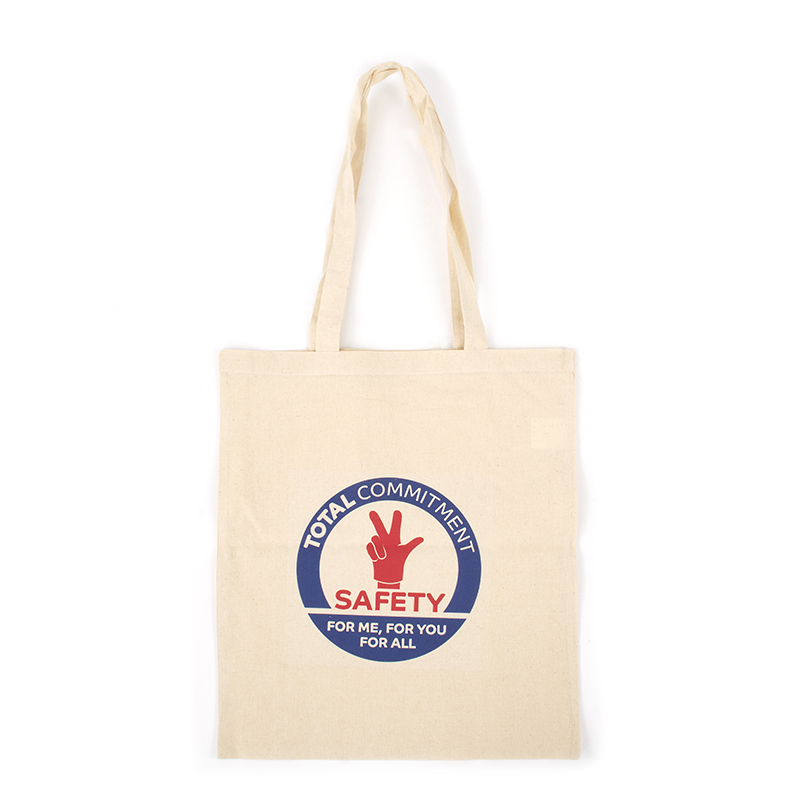 TOTAL COMMITMENT
SAFETY
FOR ME, FOR YOU
FOR ALL